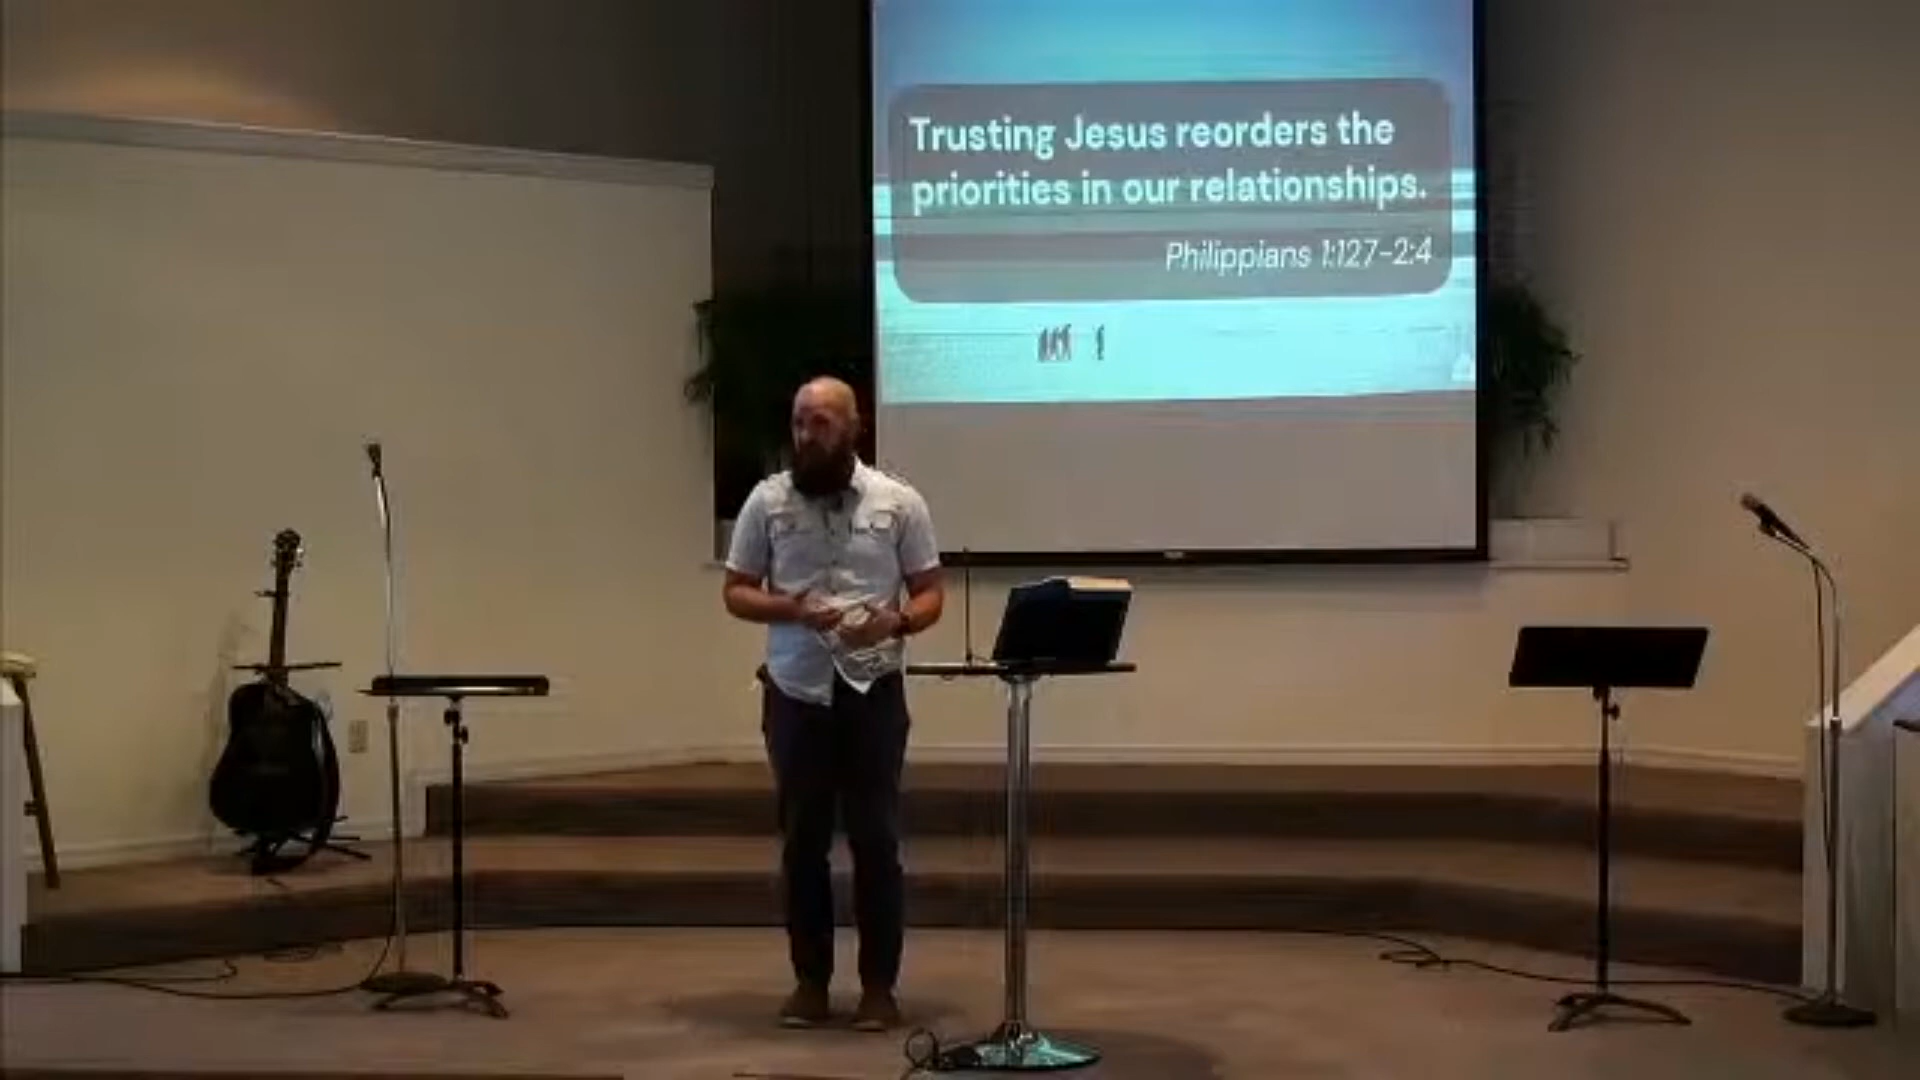 Trusting Jesus reorders the
priorities in our relationships.
Philippians 1:127-2:4